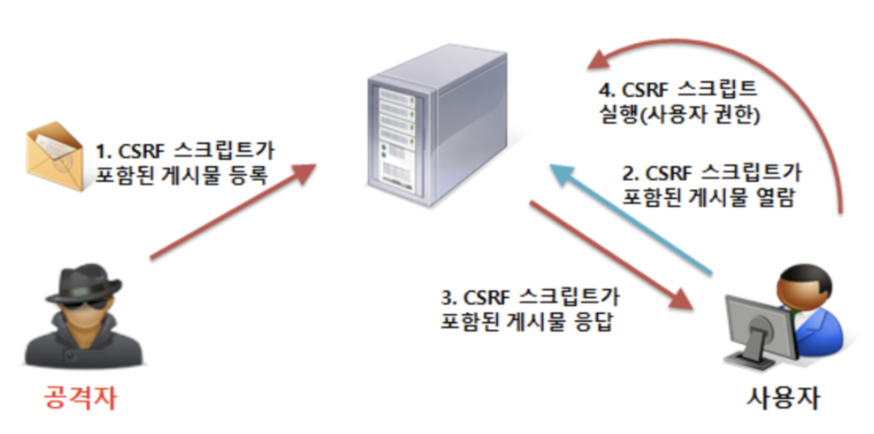 1. CSRF 스크립트가
포함된 게시물 등록
4. CSRF 스크립트
실행(사용자 권한)
2. CSRF 스크립트가
포함된 게시물 열람
3. CSRF 스크립트가
포함된 게시물 응답
공격자
사용자